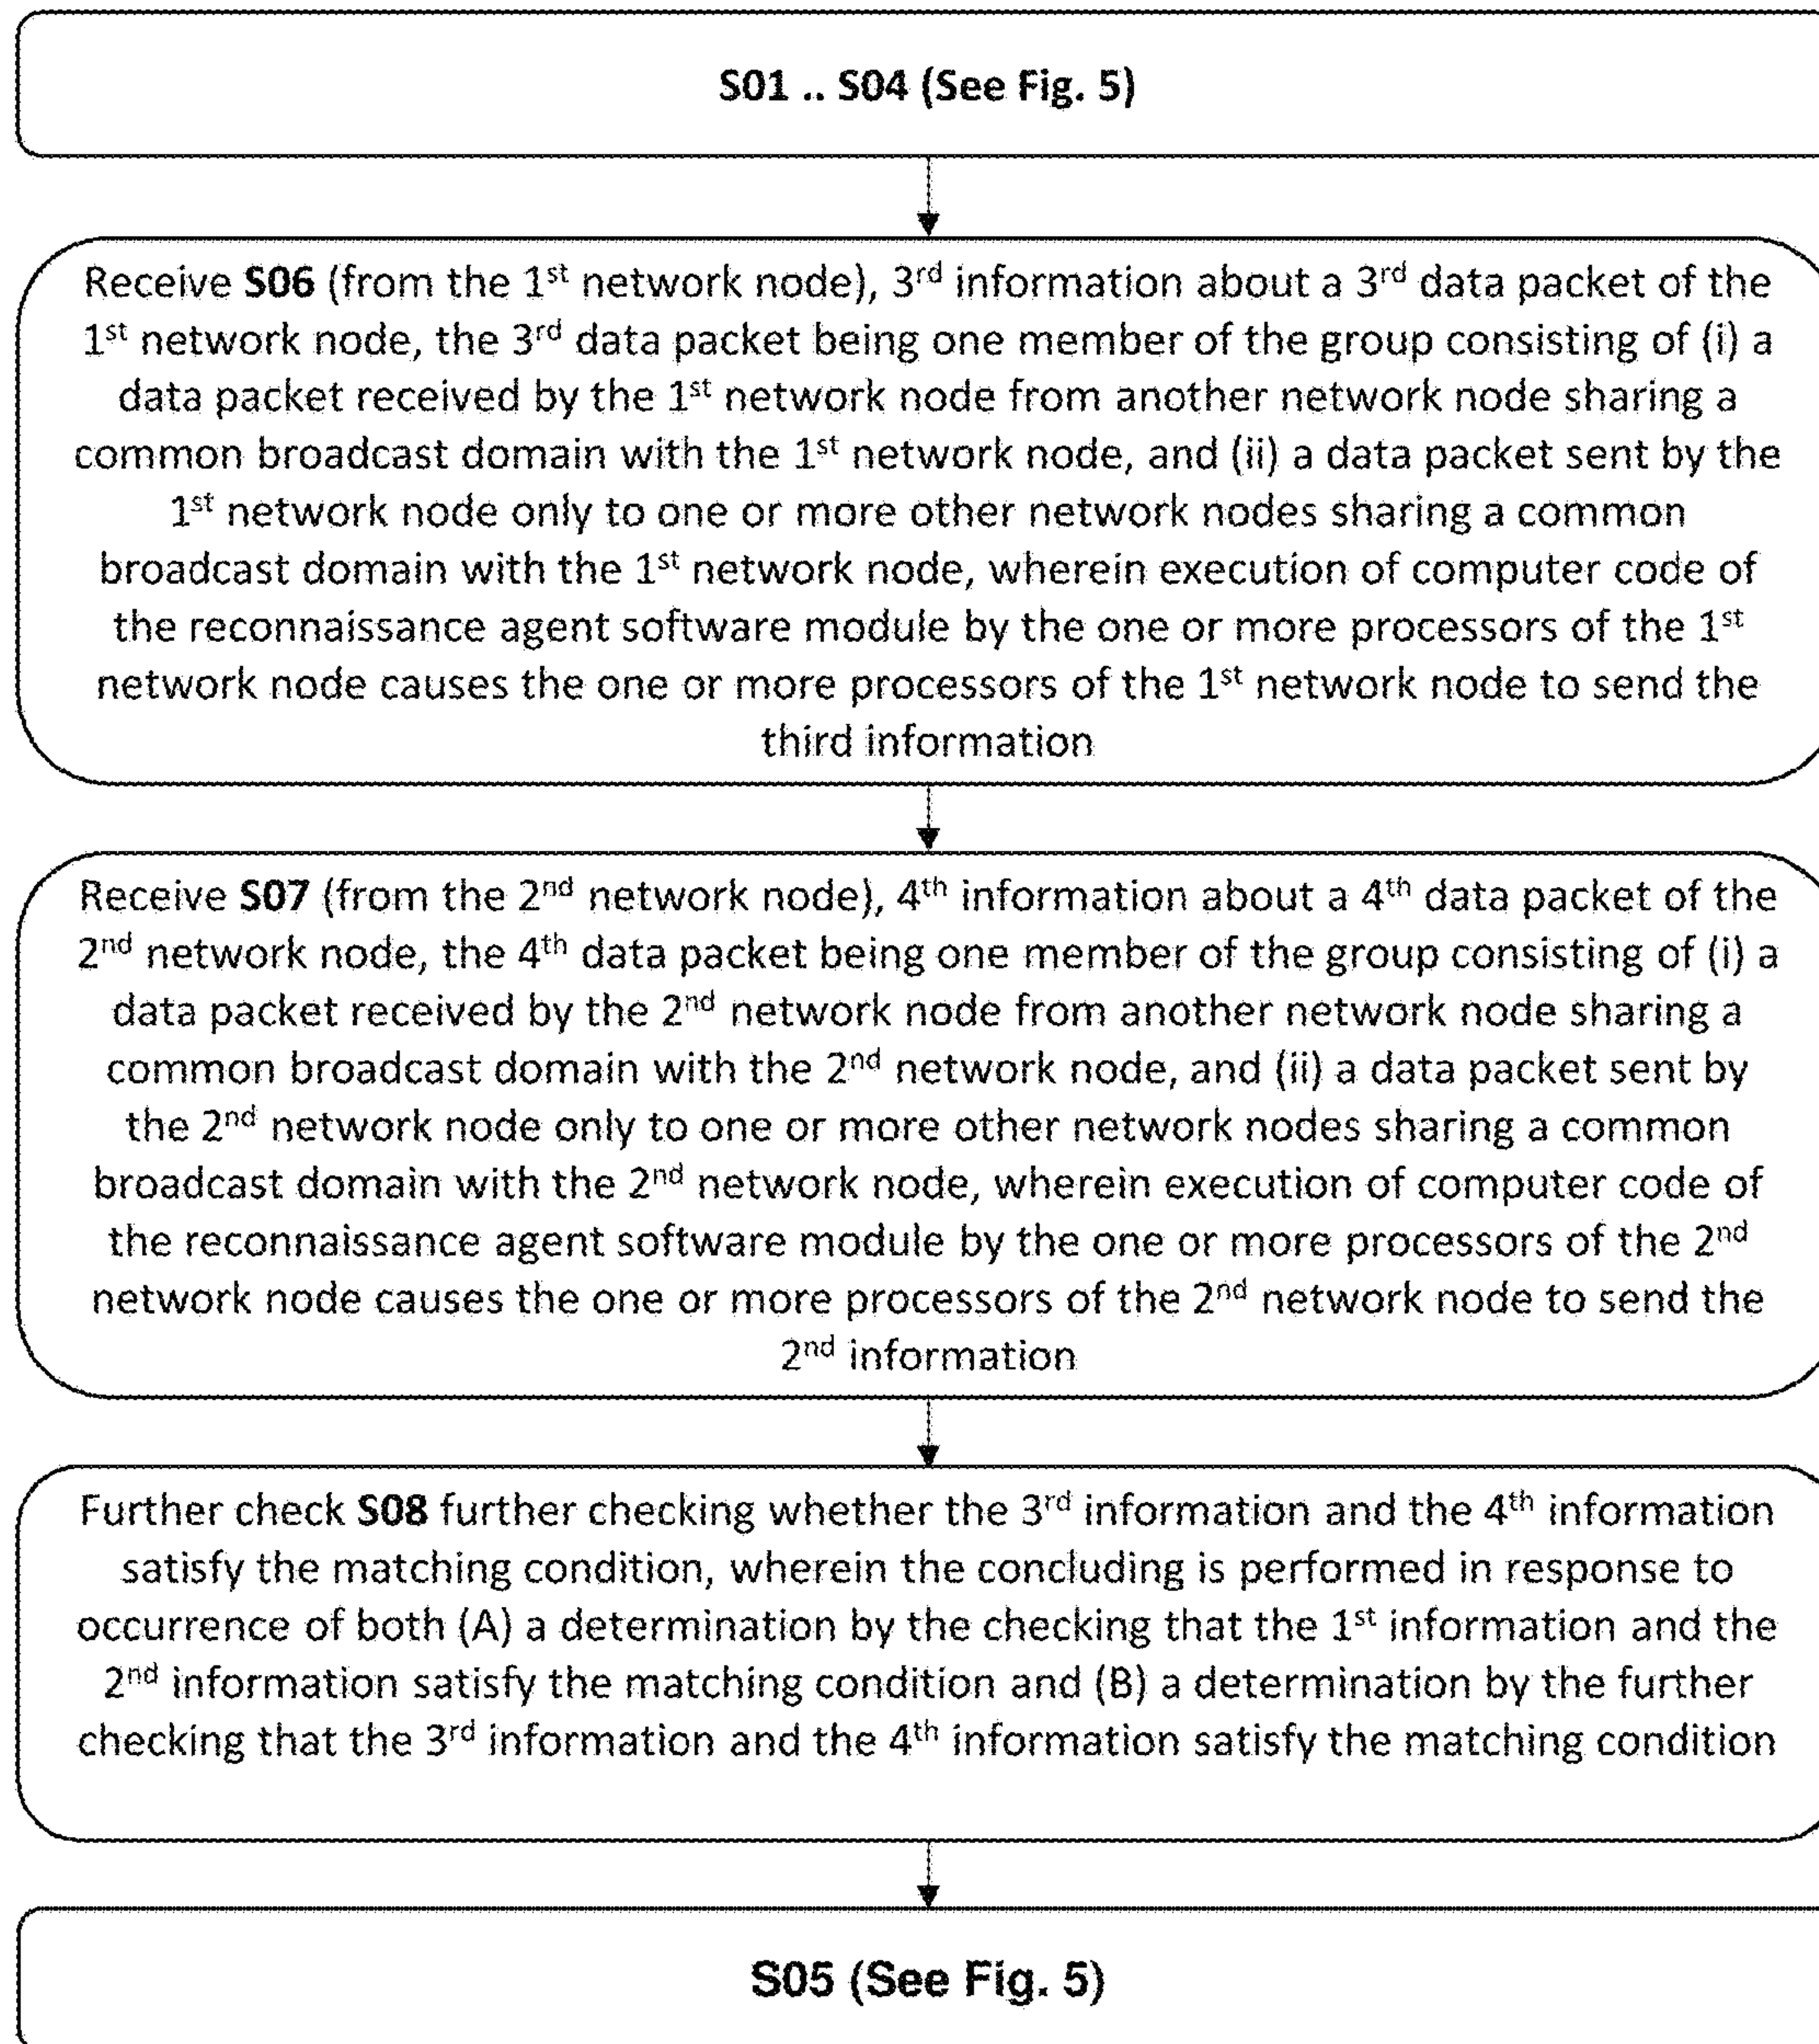 S01 .. S04 (See Fig. 5)
Receive S06 (from the 1st network node), 3rd information about a 3rd data packet of the
1st network node, the 3rd data packet being one member of the group consisting of (i) a
data packet received by the 1st network node from another network node sharing a
common broadcast domain with the 1st network node, and (ii) a data packet sent by the
1st network node only to one or more other network nodes sharing a common
broadcast domain with the 1st network node, wherein execution of computer code of
the reconnaissance agent software module by the one or more processors of the 1st
network node causes the one or more processors of the 1st network node to send the
third information
Receive S07 (from the 2nd network node), 4th information about a 4th data packet of the
2nd network node, the 4th data packet being one member of the group consisting of (i) a
data packet received by the 2nd network node from another network node sharing a
common broadcast domain with the 2nd network node, and (ii) a data packet sent by
the 2nd network node only to one or more other network nodes sharing a common
broadcast domain with the 2nd network node, wherein execution of computer code of
the reconnaissance agent software module by the one or more processors of the 2nd
network node causes the one or more processors of the 2nd network node to send the
2nd information
Further check S08 further checking whether the 3rd information and the 4th information
satisfy the matching condition, wherein the concluding is performed in response to
occurrence of both (A) a determination by the checking that the 1st information and the
2nd information satisfy the matching condition and (B) a determination by the further
checking that the 3rd information and the 4th information satisfy the matching condition
S05 (See Fig. 5)